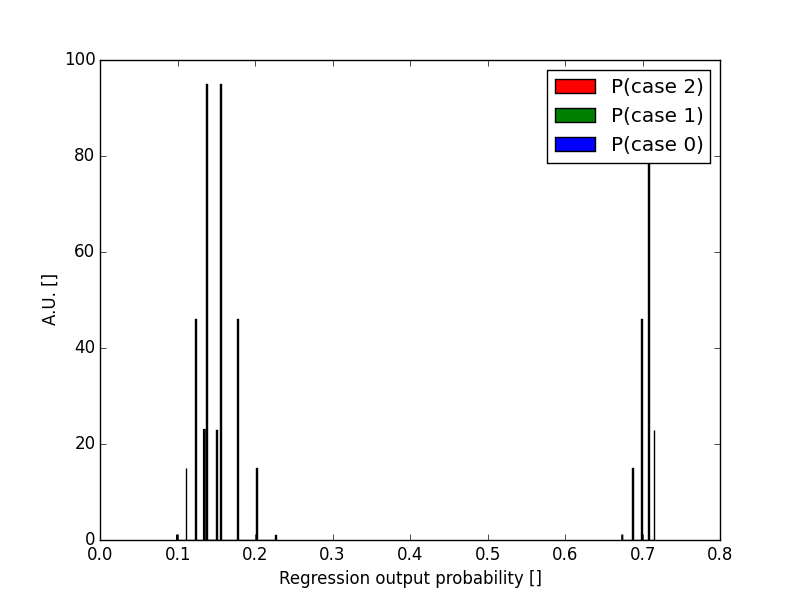 100
80
60
40
20
0
P(case 2)
P(case 1)
P(case 0)
A.U. []
0.0 0.1 0.2 0.3 0.4 0.5 0.6 0.7 0.8
Regression output probability []